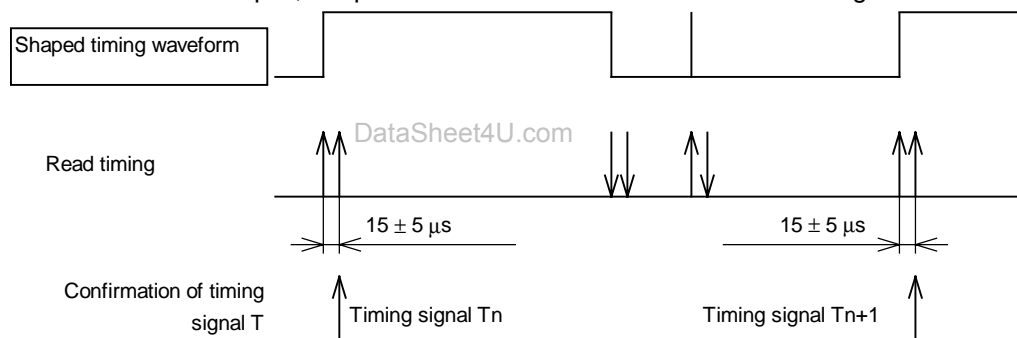 Shaped timing waveform
DataSheet4U.com
Read timing
15 ± 5 μs
15 ± 5 μs
Confirmation of timing
signal T
Timing signal Tn
Timing signal Tn+1